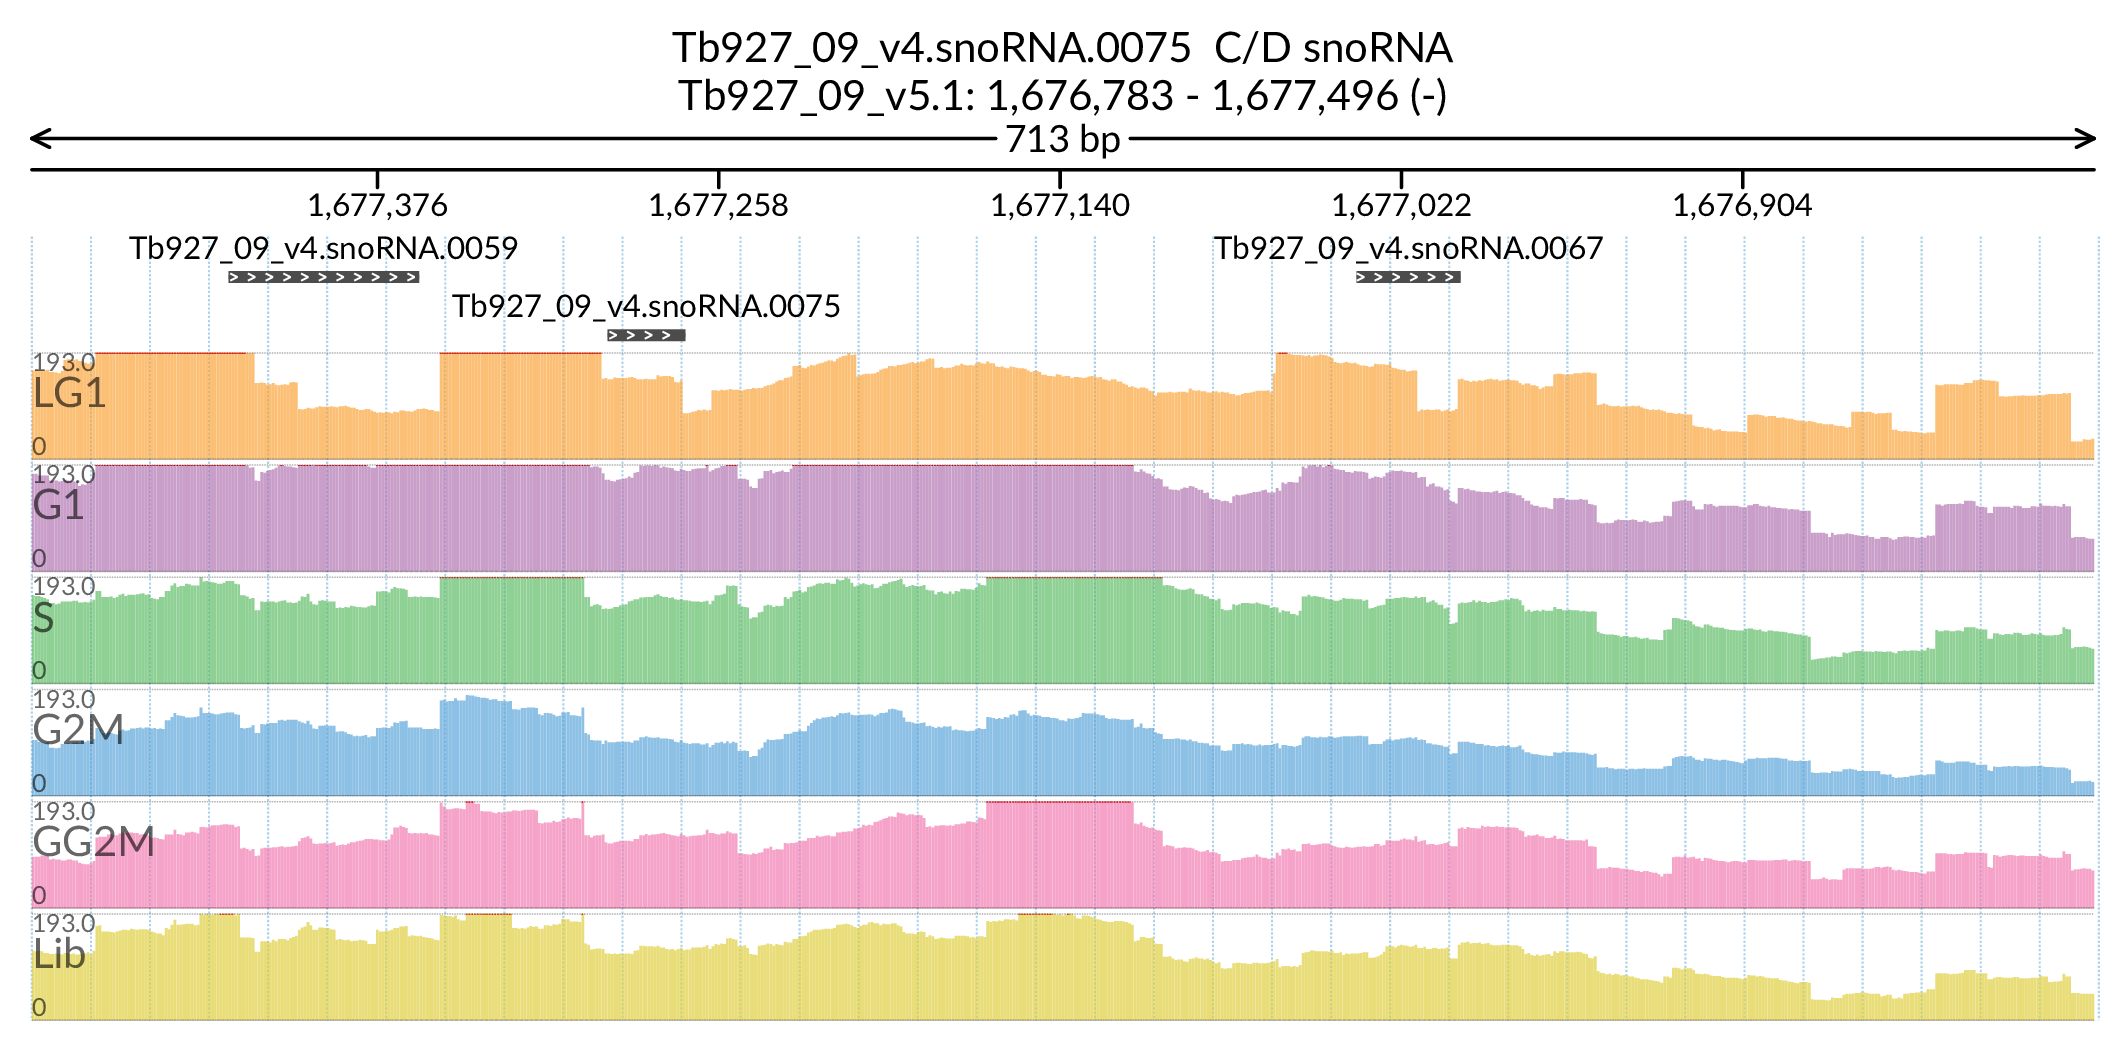 Tb927_09_v4.snoRNA.0075  C/D snoRNA
Tb927_09_v5.1: 1,676,783 - 1,677,496 (-)
713 bp
1,677,376
1,677,258
1,677,140
1,677,022
1,676,904
Tb927_09_v4.snoRNA.0059
Tb927_09_v4.snoRNA.0067
Tb927_09_v4.snoRNA.0075
193.0
LG1
0
193.0
G1
0
193.0
S
0
193.0
G2M
0
193.0
GG2M
0
193.0
Lib
0